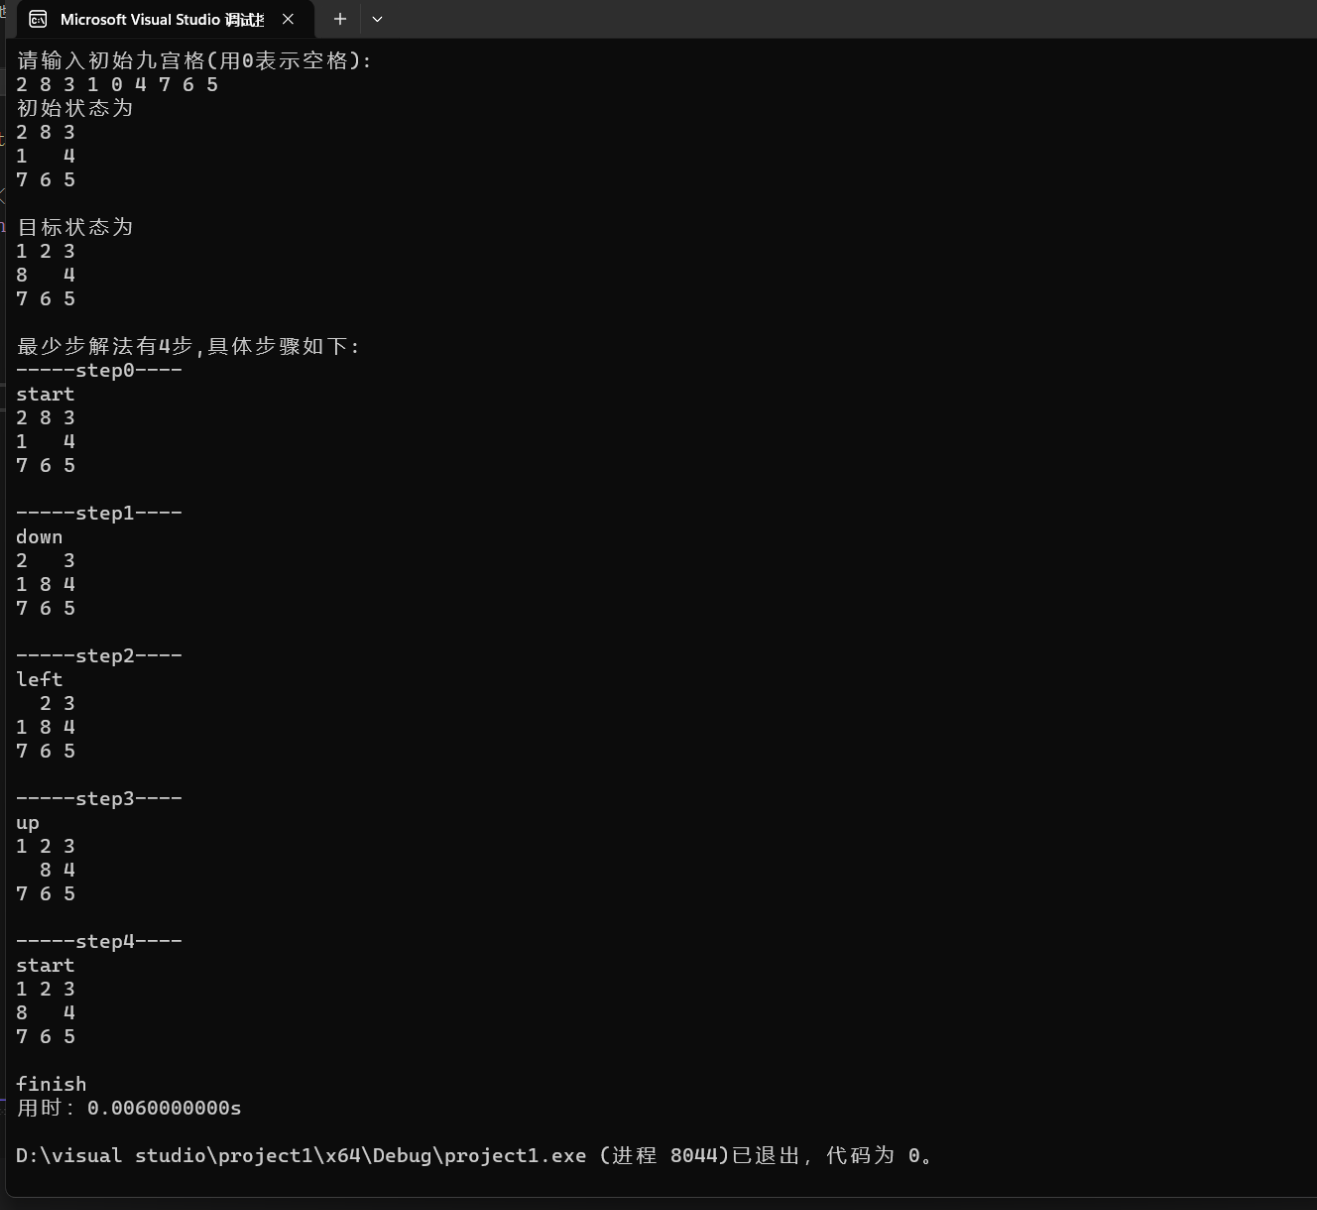 Microsoft Visual Studio 调试控
请输入初始九宫格(用0表示空格):
2 8 3 1 0 4 7 6 5
初始状态为
2 8 3
1   4
7 6 5
目标状态为
1 2 3
8   4
7 6 5
最少步解法有4步,具体步骤如下:
-----step0----
start
2 8 3
1   4
7 6 5
-----step1----
down
2   3
1 8 4
7 6 5
-----step2----
left
  2 3
1 8 4
7 6 5
-----step3----
up
1 2 3
  8 4
7 6 5
-----step4----
start
1 2 3
8   4
7 6 5
finish
用时: 0.0060000000s
D:\visual studio\project1\x64\Debug\project1.exe (进程 8044)已退出, 代码为 0。